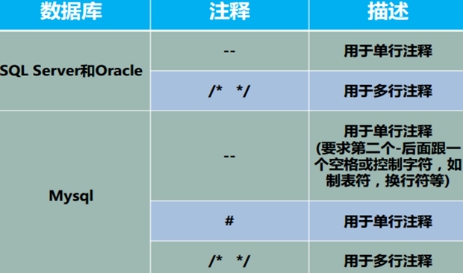 数据库 注释 描述
SQL Server和Oracle
-- 用于单行注释
/* */ 用于多行注释
Mysql
-- 用于单行注释
(要求第二个-后面跟一
个空格或控制字符，如
制表符，换行符等)
# 用于单行注释
/* */ 用于多行注释